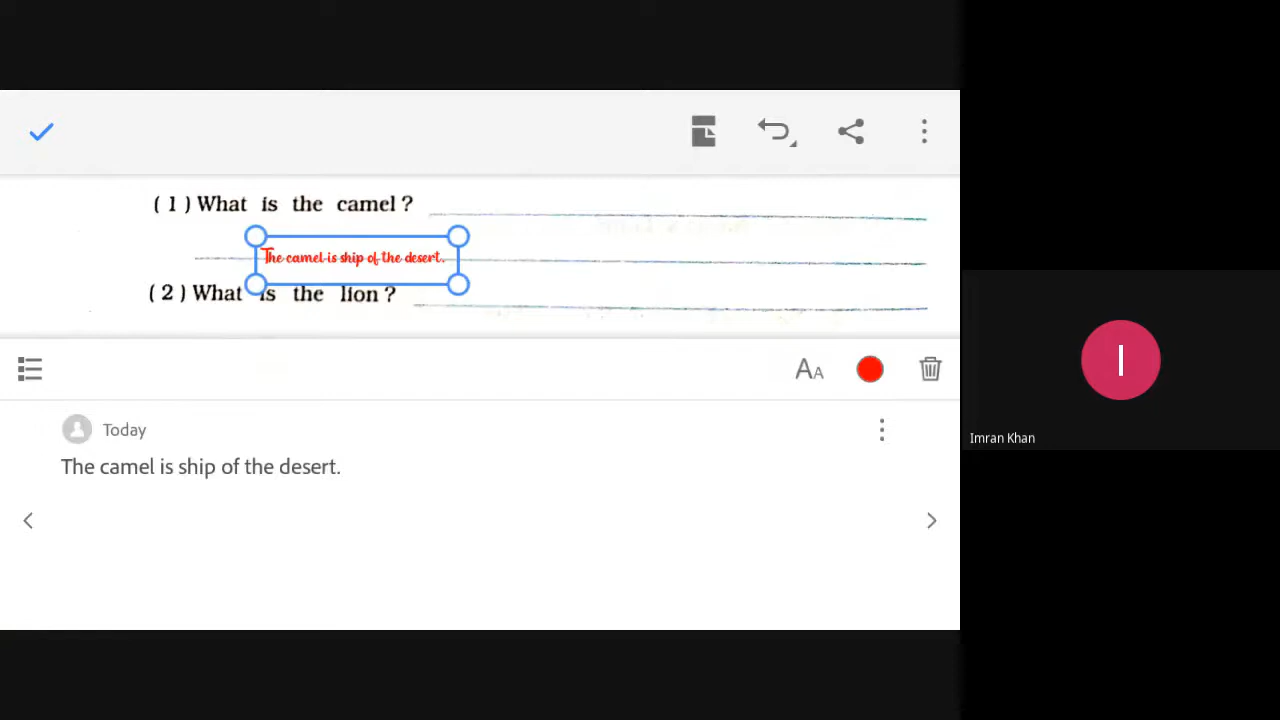 ( 1 ) What is the camel ?
The camel is ship of the desert.
( 2 ) What is the lion ?
AA
Today
The camel is ship of the desert.
I
Imran Khan